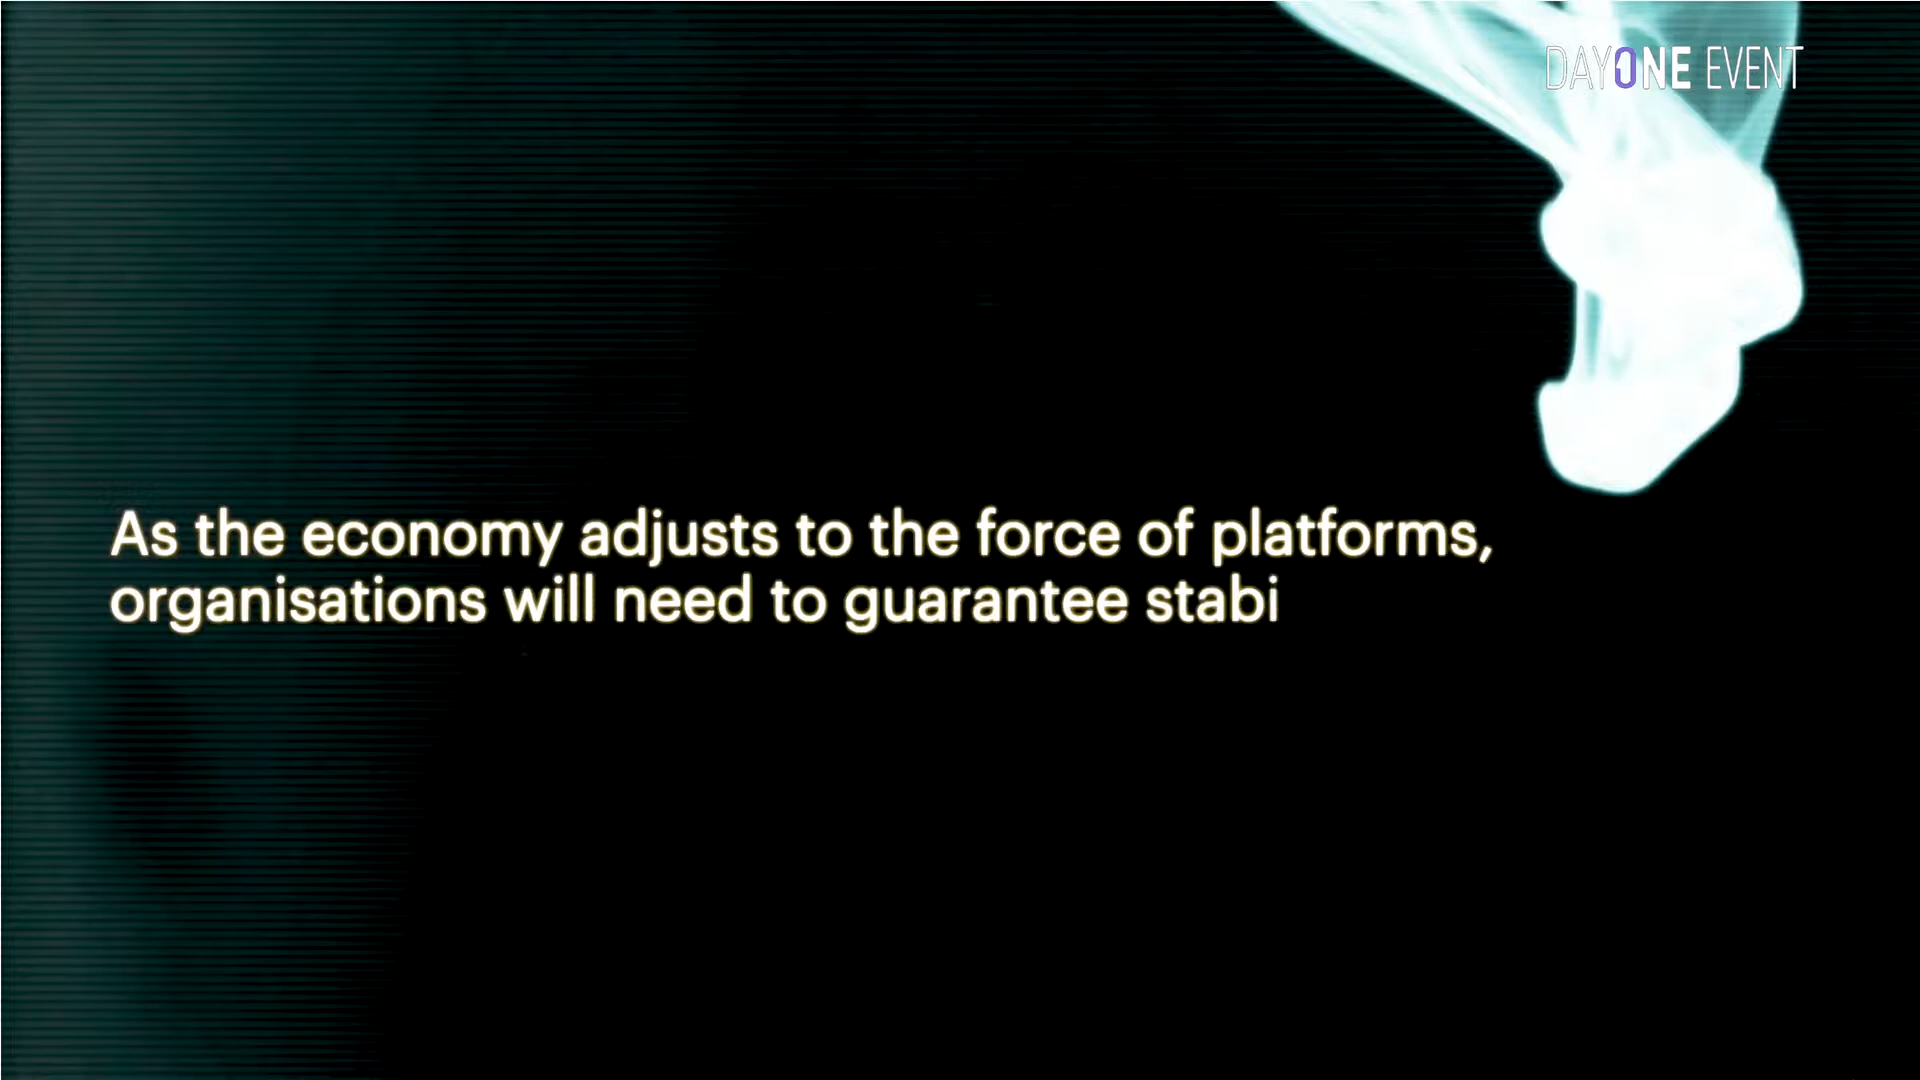 DAYONE EVENT
As the economy adjusts to the force of platforms,
organisations will need to guarantee stabi